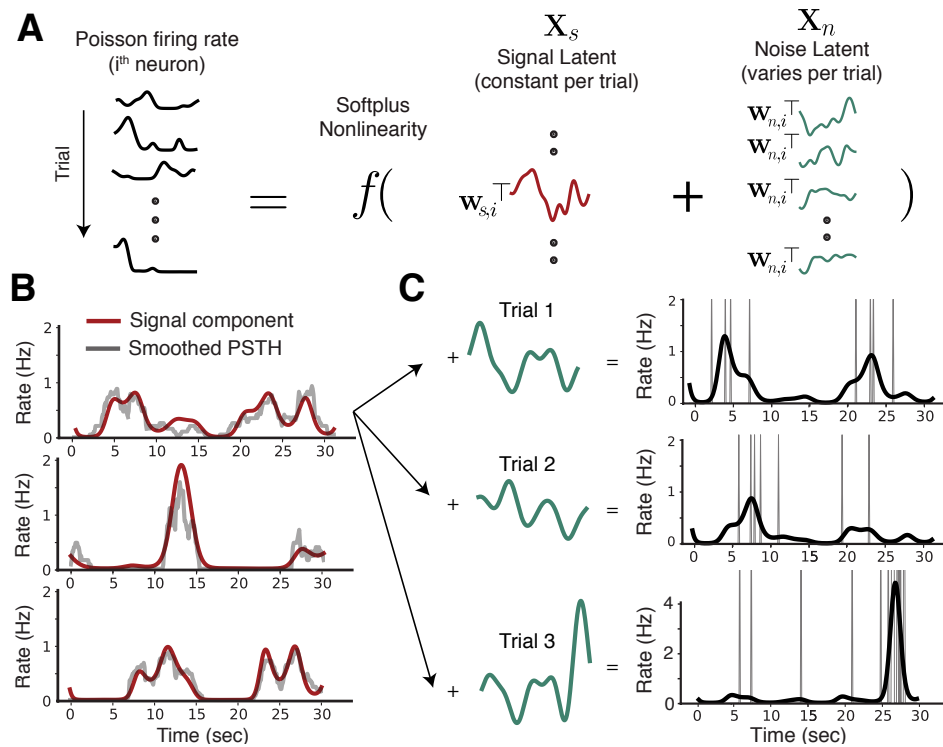 A
Poisson firing rate
(iᵗʰ neuron)
Trial
=
Softplus
Nonlinearity
f(
Xₛ
Signal Latent
(constant per trial)
w_{s,i}⊤
+
Xₙ
Noise Latent
(varies per trial)
w_{n,i}⊤
w_{n,i}⊤
w_{n,i}⊤
w_{n,i}⊤
)
B
Signal component
Smoothed PSTH
Rate (Hz)
2
1
0
0 5 10 15 20 25 30
Rate (Hz)
2
1
0
0 5 10 15 20 25 30
Rate (Hz)
2
1
0
0 5 10 15 20 25 30
Time (sec)
C
Trial 1
+ =
Rate (Hz)
2
1
0
0 5 10 15 20 25 30
Trial 2
+ =
Rate (Hz)
2
1
0
0 5 10 15 20 25 30
Trial 3
+ =
Rate (Hz)
4
2
0
0 5 10 15 20 25 30
Time (sec)